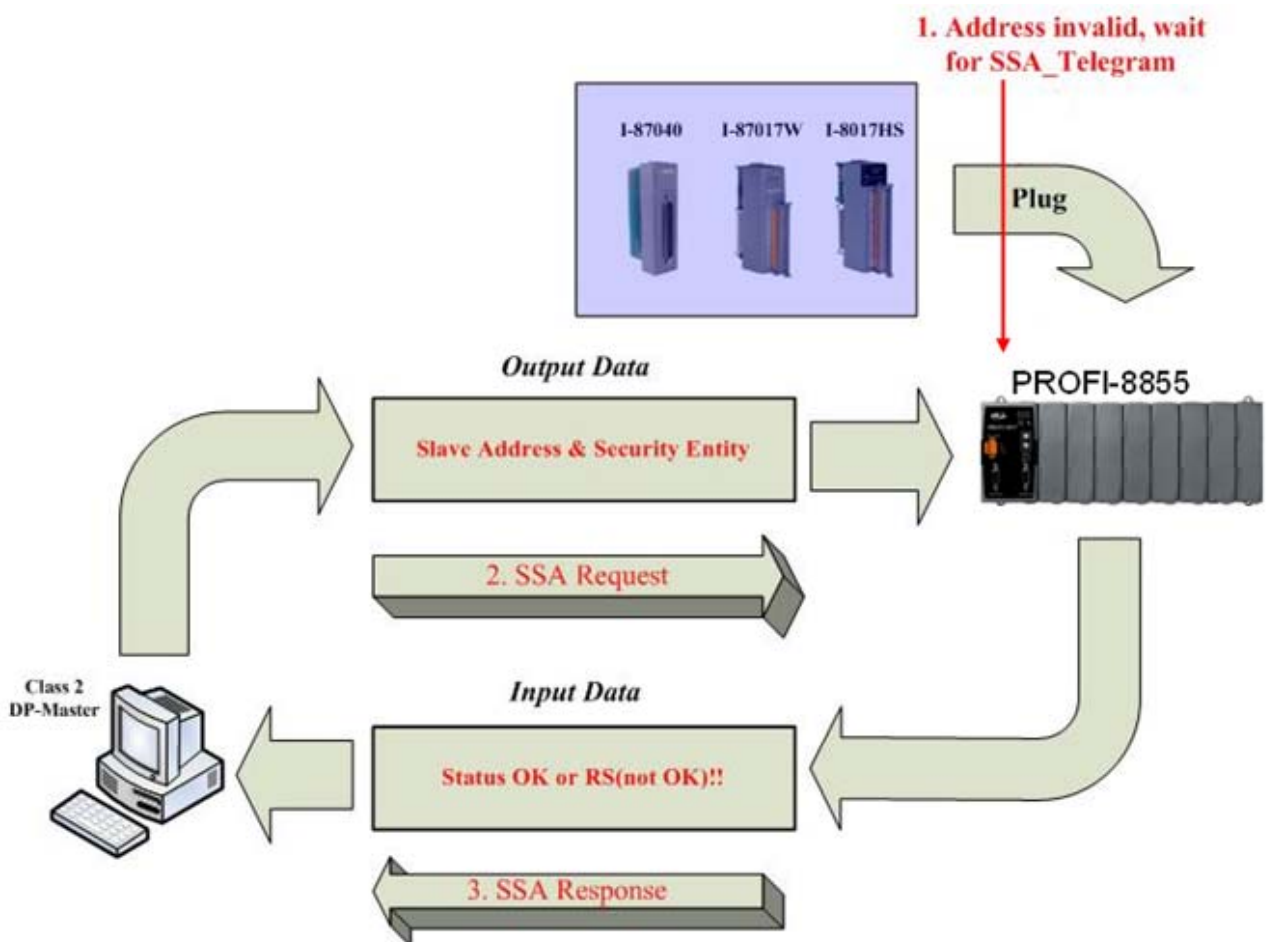 1. Address invalid, wait
for SSA_Telegram
I-87040
I-87017W
I-8017HS
Plug
Output Data
PROFI-8855
Slave Address & Security Entity
2. SSA Request
Class 2
DP-Master
Input Data
Status OK or RS(not OK)!!
3. SSA Response